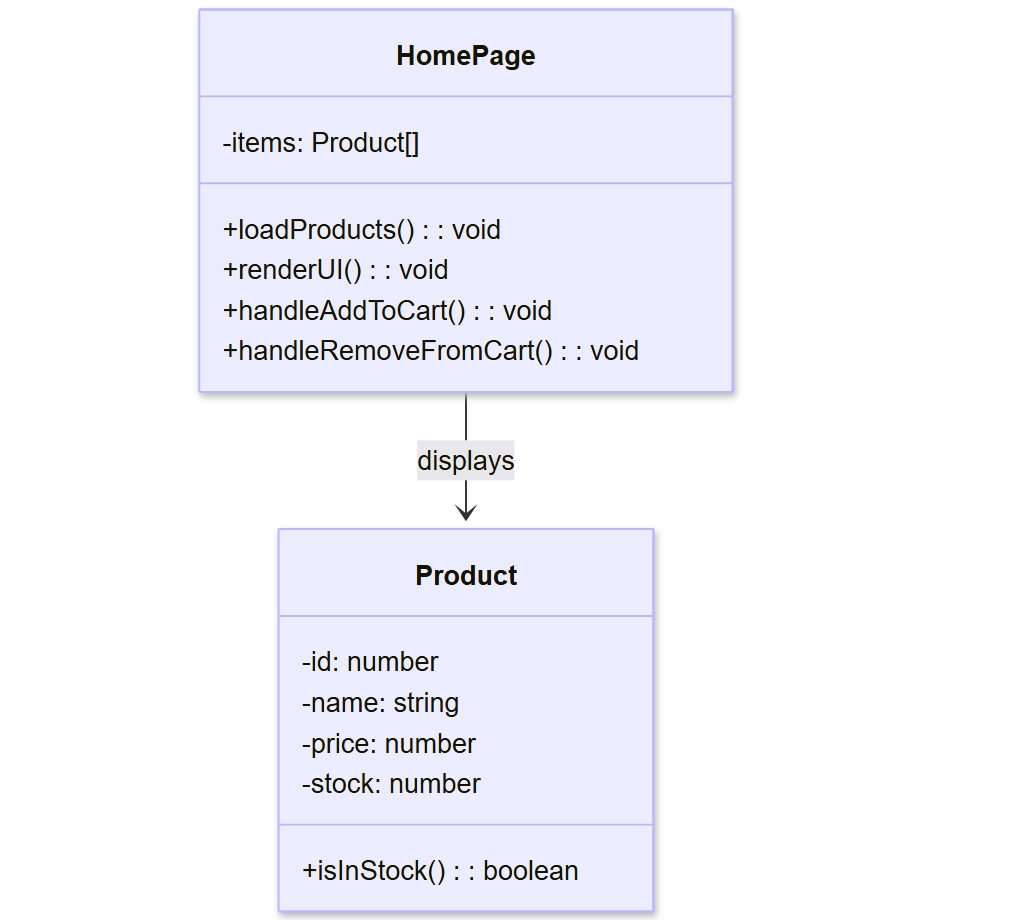 HomePage
-items: Product[]
+loadProducts() : : void
+renderUI() : : void
+handleAddToCart() : : void
+handleRemoveFromCart() : : void
displays
Product
-id: number
-name: string
-price: number
-stock: number
+isInStock() : : boolean